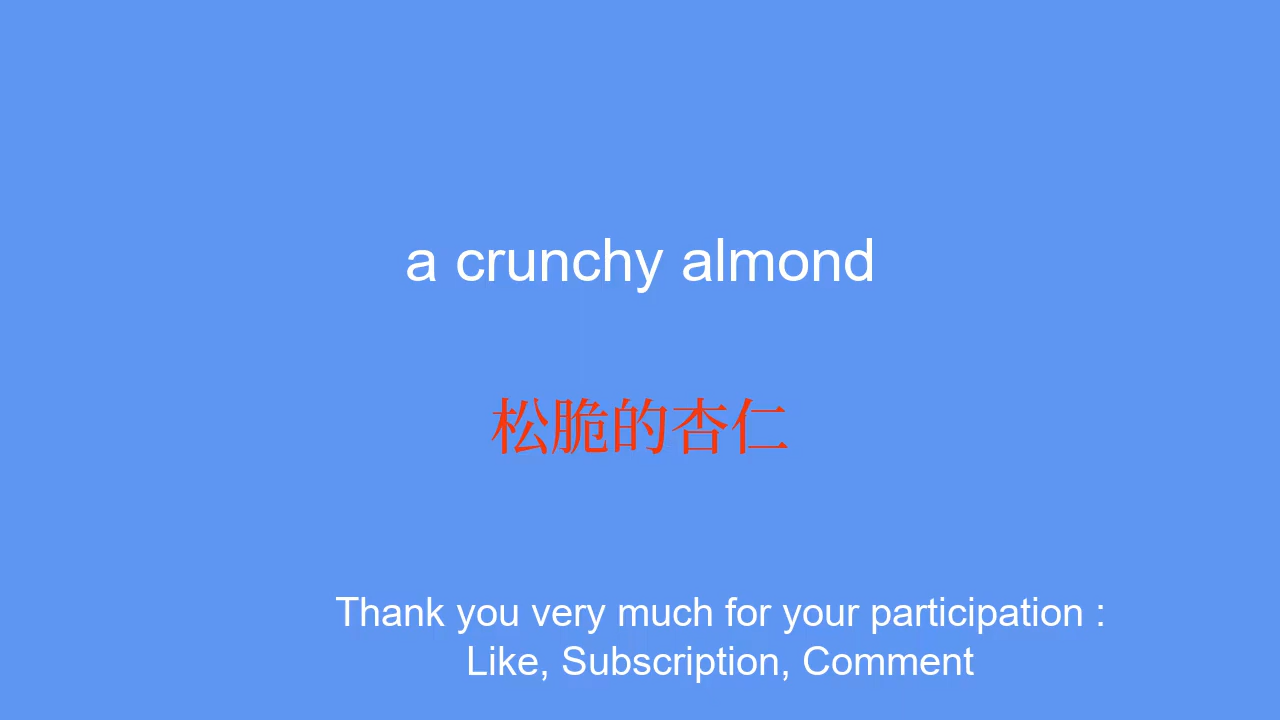 a crunchy almond
松脆的杏仁
Thank you very much for your participation :
Like, Subscription, Comment